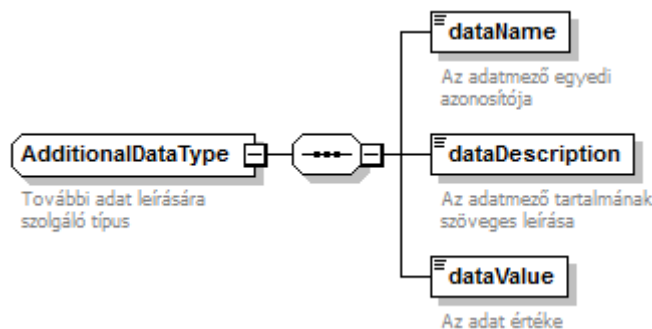 dataName
Az adatmező egyedi
azonosítója
AdditionalDataType
További adat leírására
szolgáló típus
dataDescription
Az adatmező tartalmának
szöveges leírása
dataValue
Az adat értéke